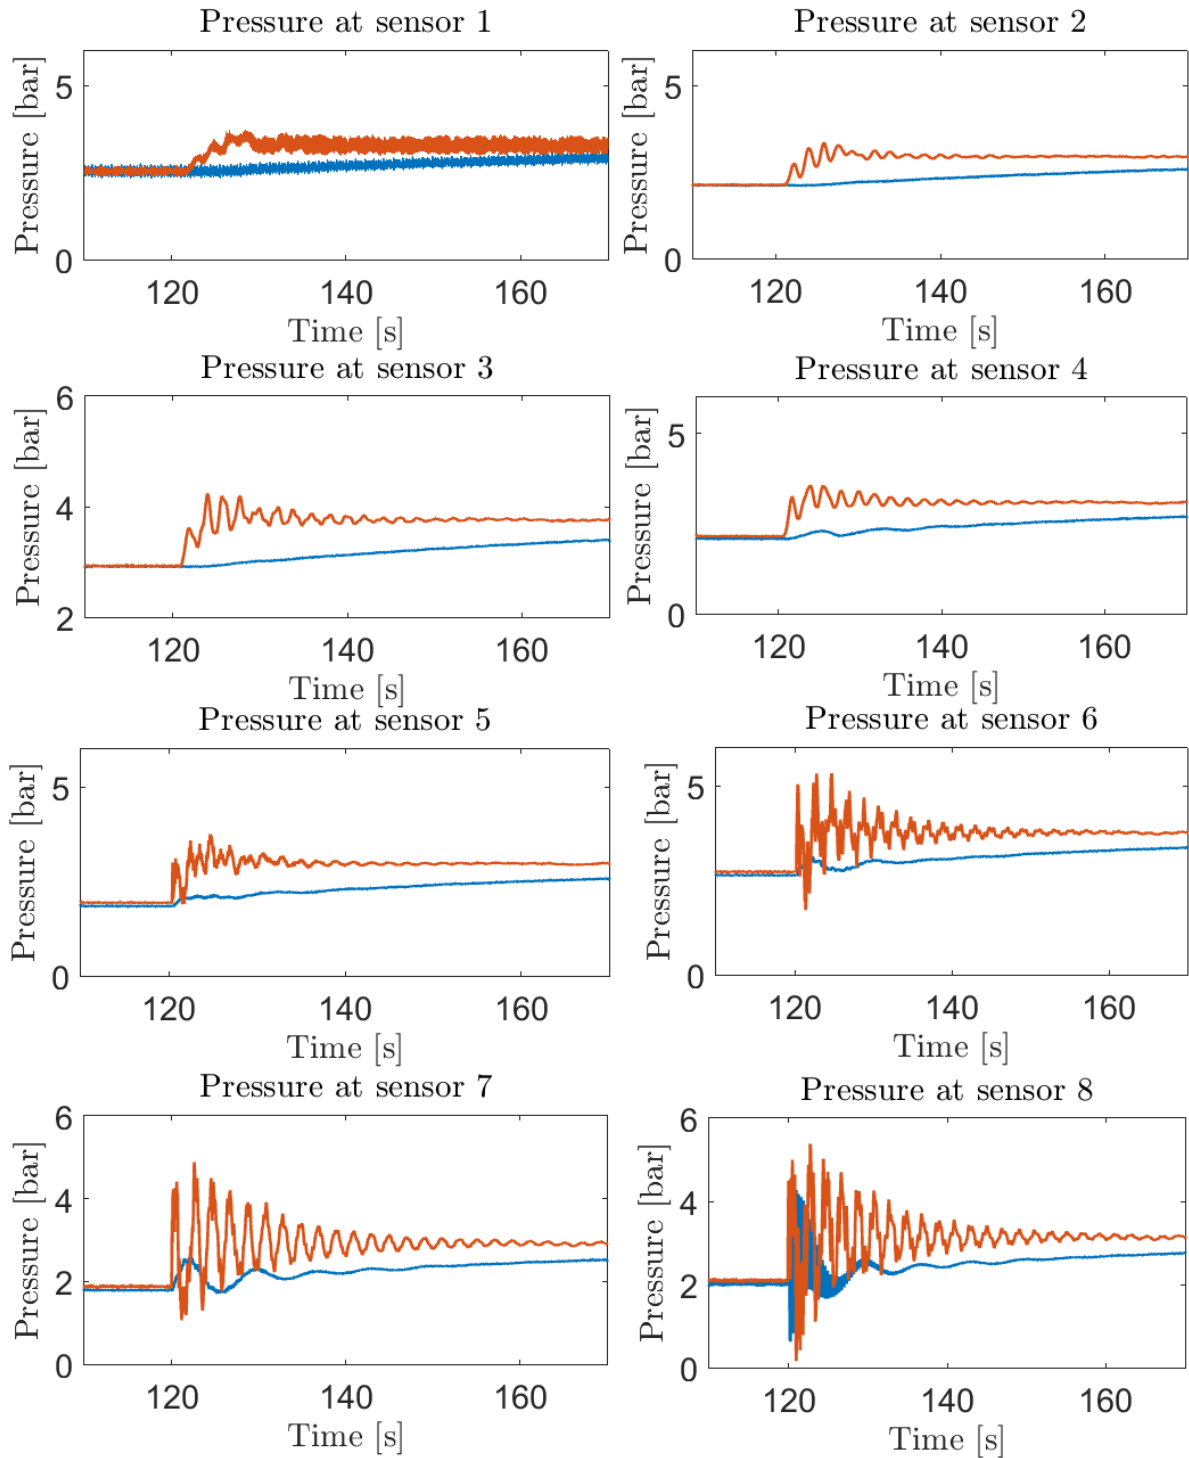 Pressure at sensor 1
Pressure [bar]
5
0
120 140 160
Time [s]
Pressure at sensor 2
Pressure [bar]
5
0
120 140 160
Time [s]
Pressure at sensor 3
Pressure [bar]
6
4
2
120 140 160
Time [s]
Pressure at sensor 4
Pressure [bar]
5
0
120 140 160
Time [s]
Pressure at sensor 5
Pressure [bar]
5
0
120 140 160
Time [s]
Pressure at sensor 6
Pressure [bar]
5
0
120 140 160
Time [s]
Pressure at sensor 7
Pressure [bar]
6
4
2
0
120 140 160
Time [s]
Pressure at sensor 8
Pressure [bar]
6
4
2
0
120 140 160
Time [s]